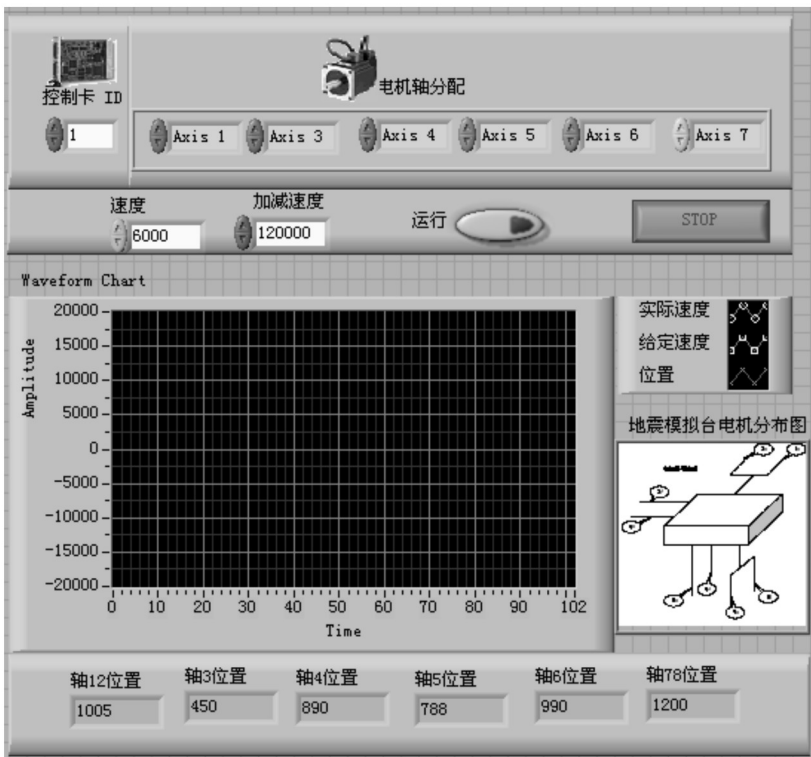 控制卡 ID
电机轴分配
1
Axis 1 Axis 3 Axis 4 Axis 5 Axis 6 Axis 7
速度 加减速度 运行 STOP
6000 120000
Waveform Chart
实际速度
给定速度
位置
Amplitude
20000
15000
10000
5000
0
-5000
-10000
-15000
-20000
0 10 20 30 40 50 60 70 80 90 102
Time
地震模拟台电机分布图
轴12位置 轴3位置 轴4位置 轴5位置 轴6位置 轴78位置
1005 450 890 788 990 1200